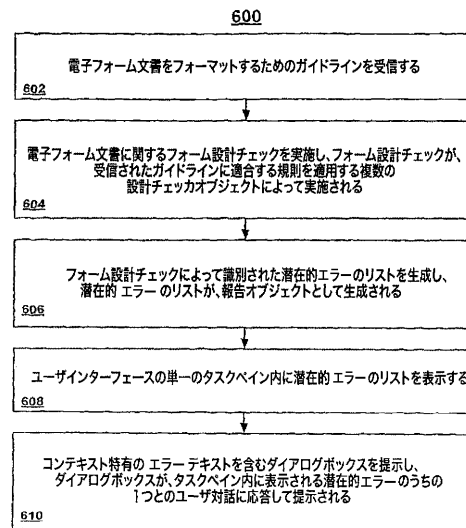 600
電子フォーム文書をフォーマットするためのガイドラインを受信する
602
電子フォーム文書に関するフォーム設計チェックを実施し、フォーム設計チェックが、
受信されたガイドラインに適合する規則を適用する複数の
設計チェッカオブジェクトによって実施される
604
フォーム設計チェックによって識別された潜在的エラーのリストを生成し、
潜在的 エラー のリストが、報告オブジェクトとして生成される
606
ユーザインターフェースの単一のタスクペイン内に潜在的 エラーのリストを表示する
608
コンテキスト特有の エラー テキストを含むダイアログボックスを提示し、
ダイアログボックスが、タスクペイン内に表示される潜在的エラーのうちの
1つとのユーザ対話に応答して提示される
610